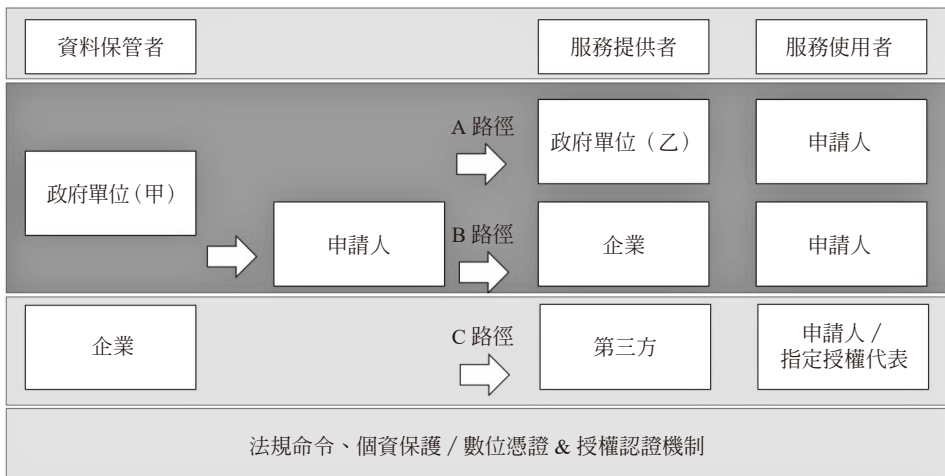 資料保管者
服務提供者
服務使用者
A 路徑
政府單位（乙）
申請人
政府單位（甲）
申請人
B 路徑
企業
申請人
企業
C 路徑
第三方
申請人 /
指定授權代表
法規命令、個資保護 / 數位憑證 & 授權認證機制